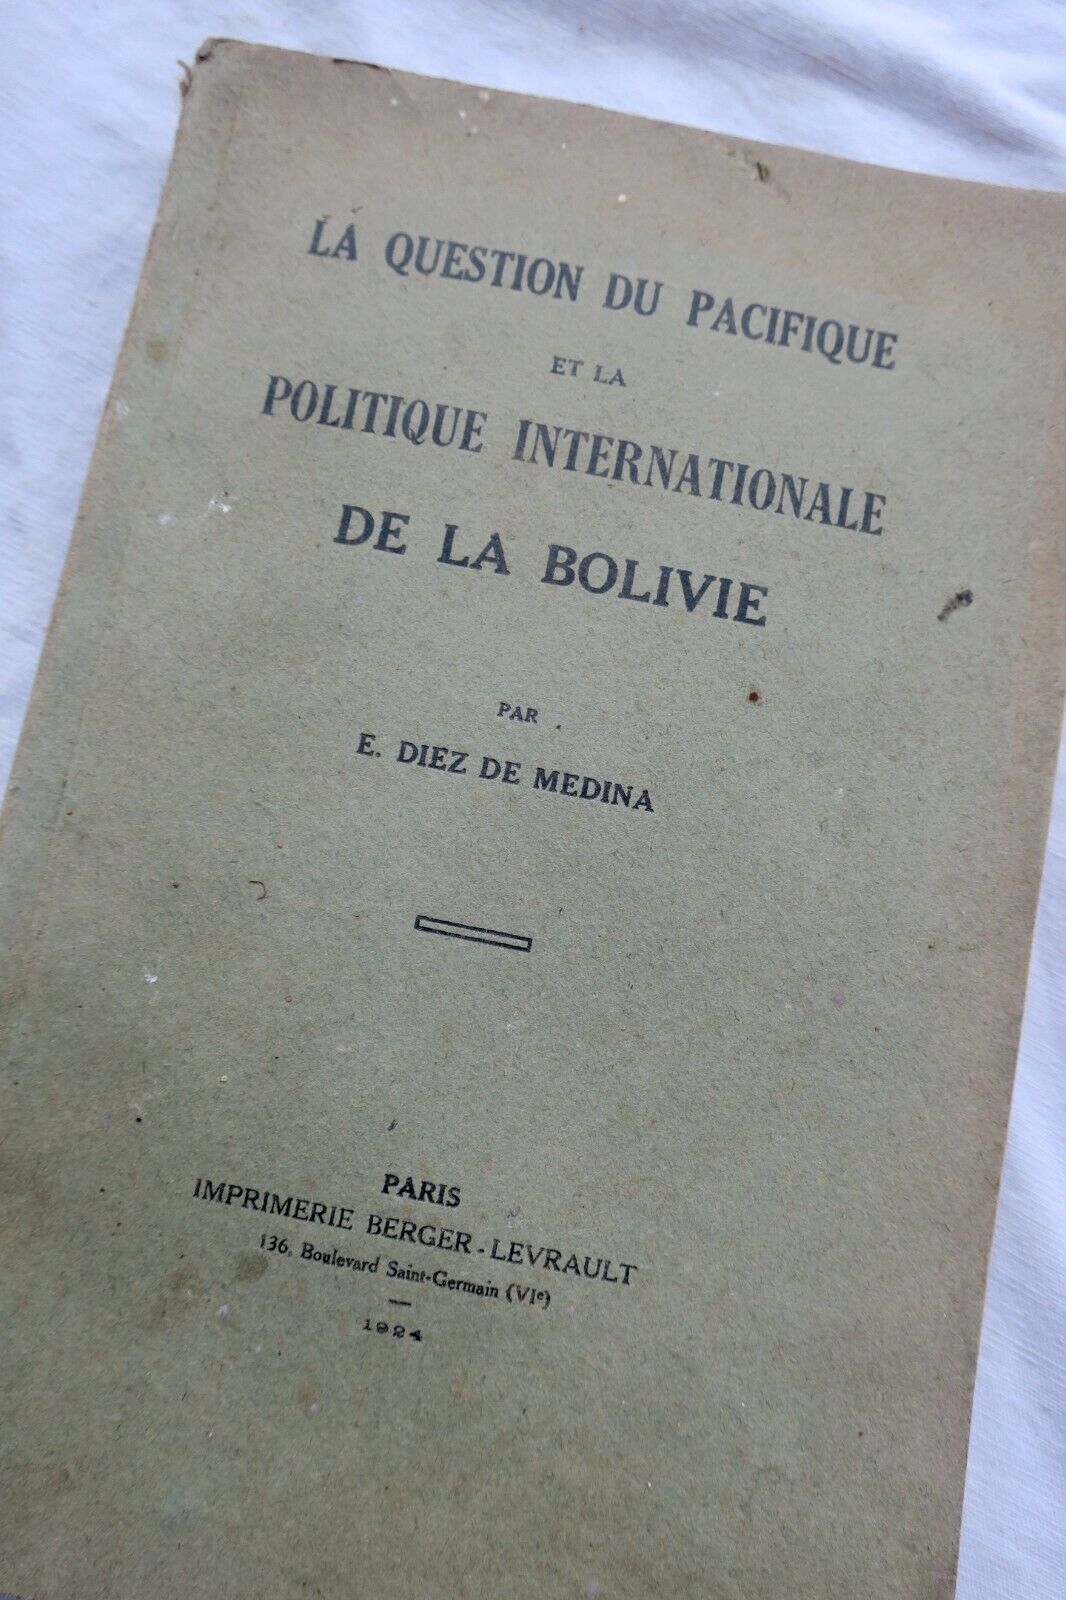 LA QUESTION DU PACIFIQUE
ET LA
POLITIQUE INTERNATIONALE
DE LA BOLIVIE
PAR
E. DIEZ DE MEDINA
PARIS
IMPRIMERIE BERGER-LEVRAULT
136, Boulevard Saint-Germain (VIe)
1924